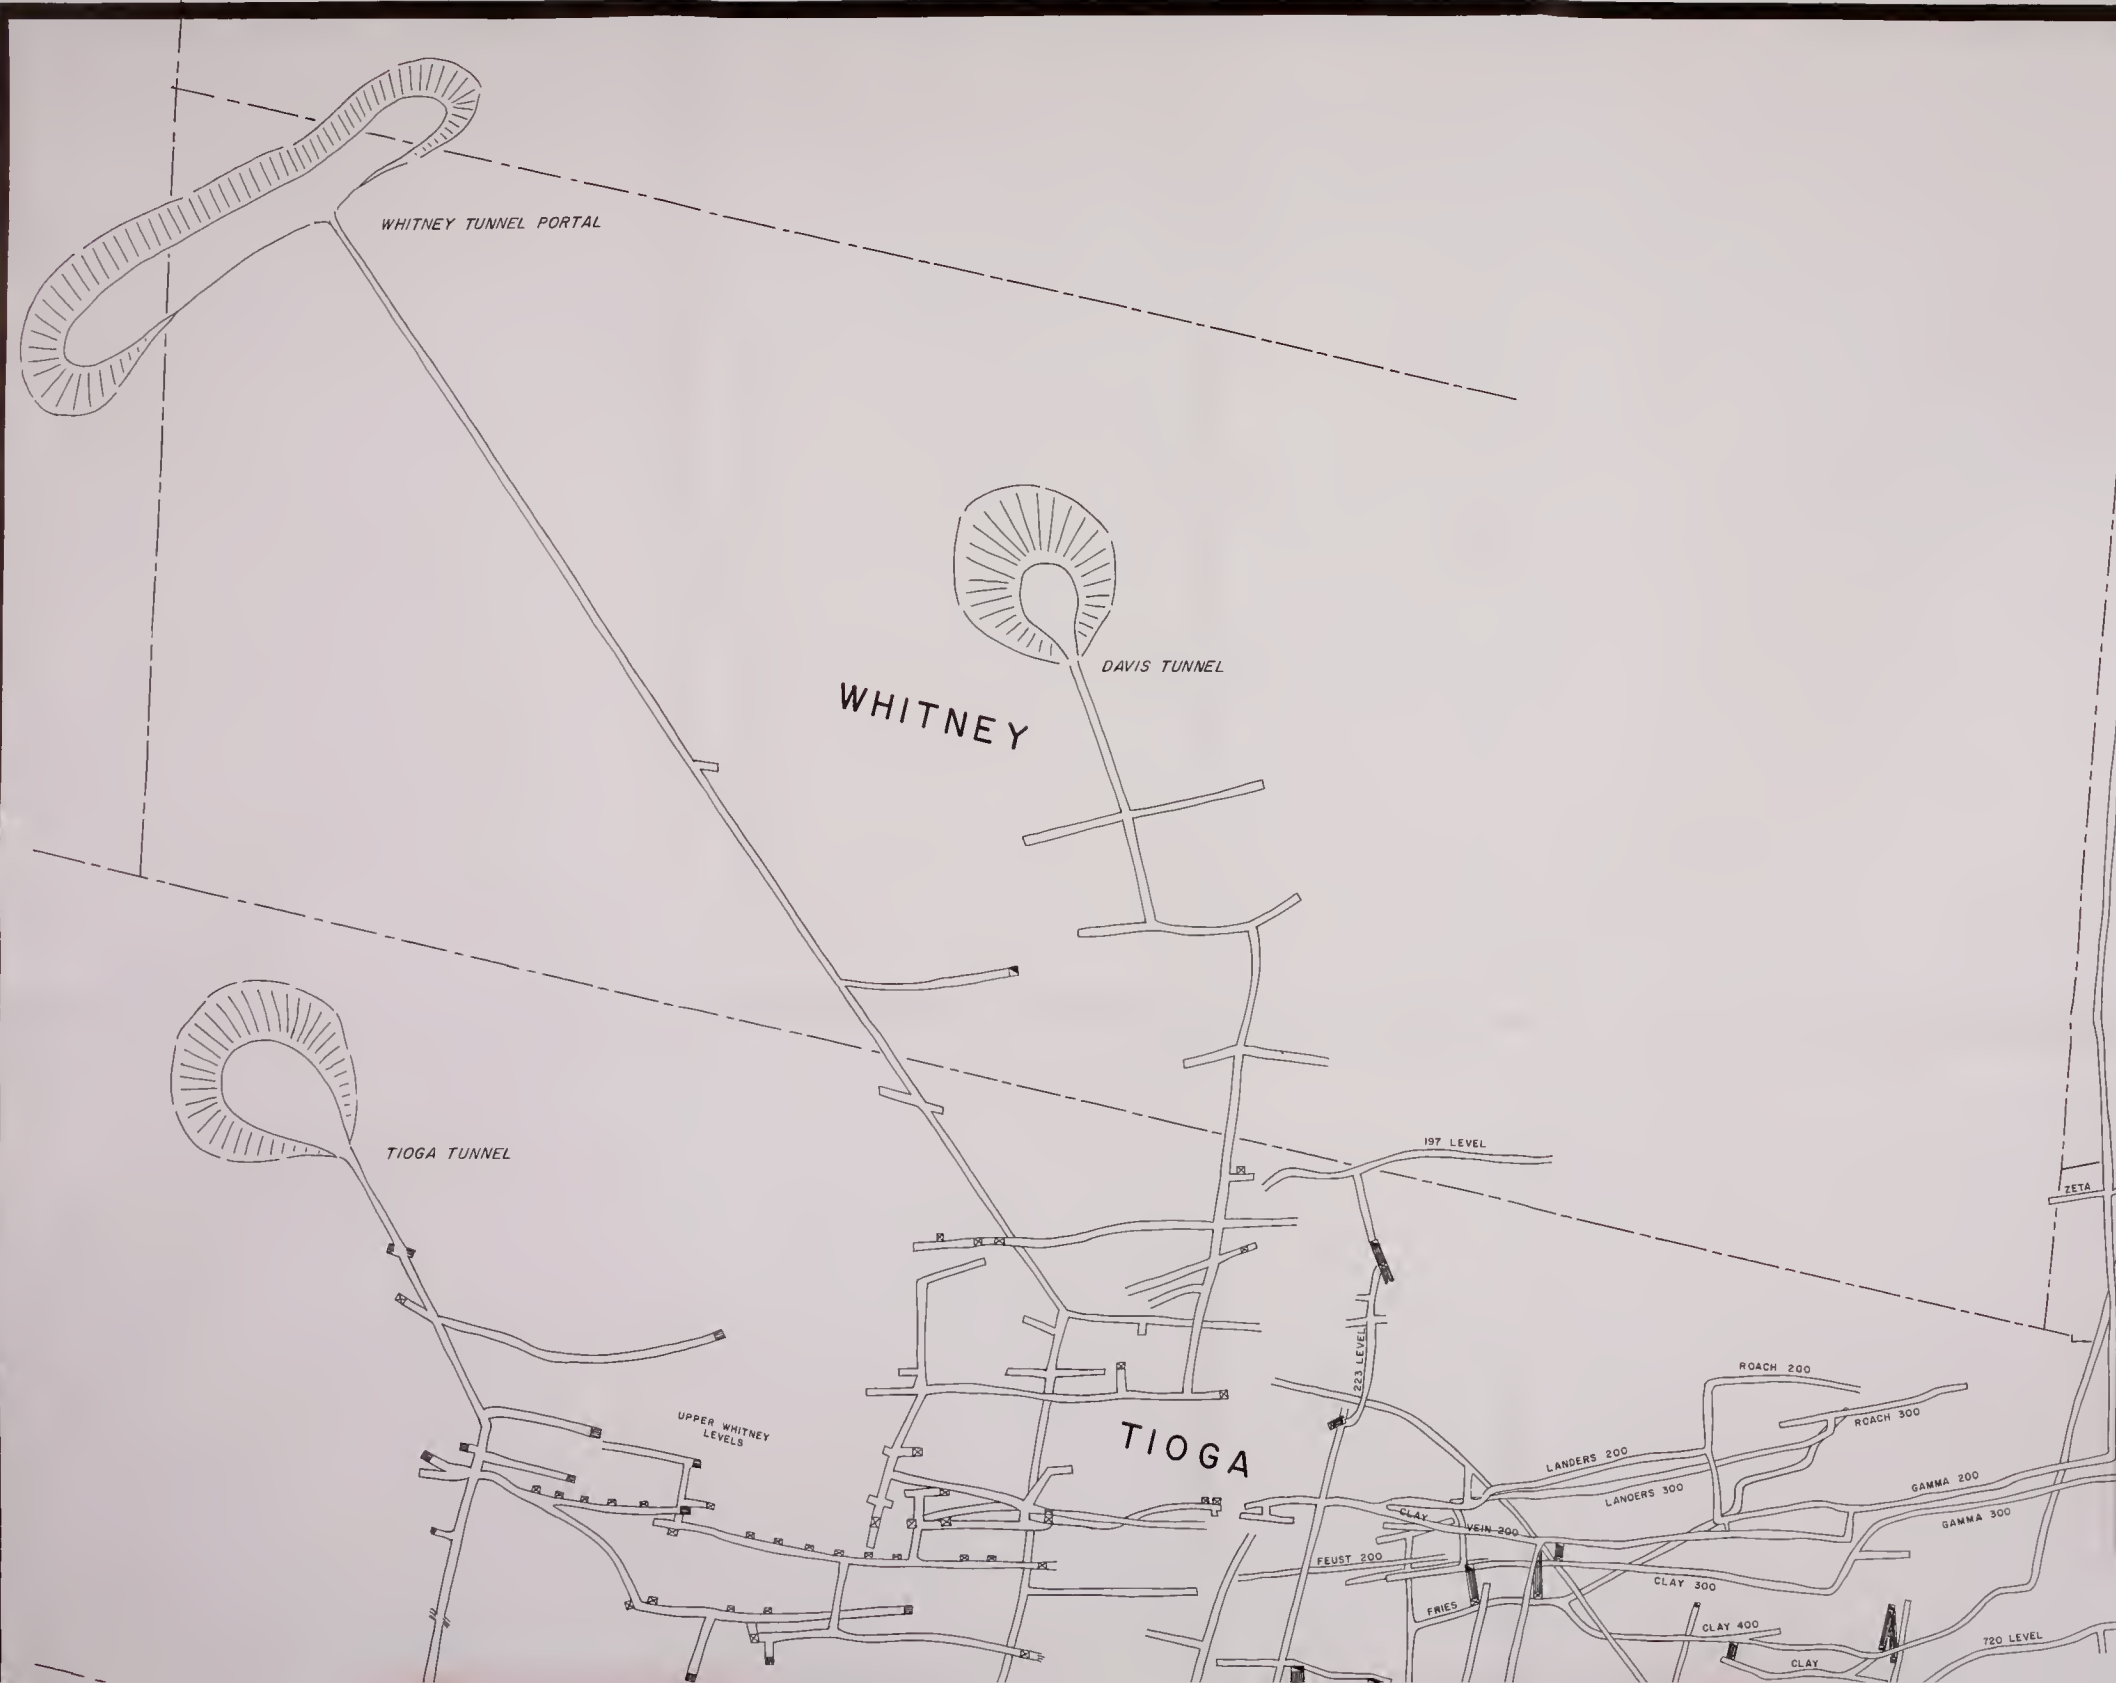 WHITNEY TUNNEL PORTAL
DAVIS TUNNEL
WHITNEY
TIOGA TUNNEL
197 LEVEL
ZETA
223 LEVEL
ROACH 200
ROACH 300
UPPER WHITNEY
LEVELS
TIOGA
LANDERS 200
LANDERS 300
GAMMA 200
GAMMA 300
CLAY VEIN 200
FEUST 200
CLAY 300
FRIES
CLAY 400
720 LEVEL
CLAY